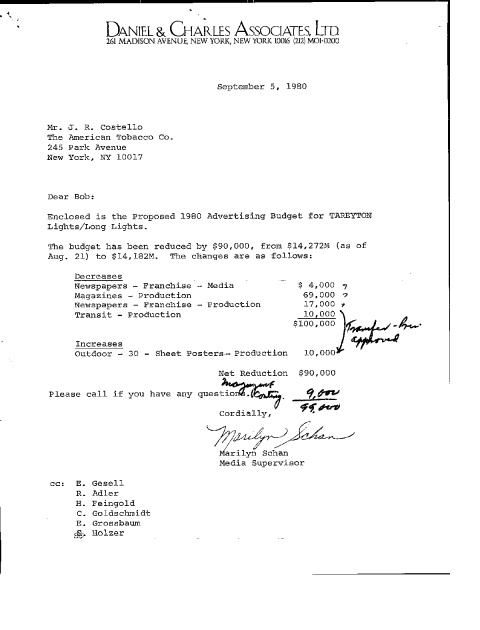 DANIEL & CHARLES ASSOCIATES, LTD.
261 MADISON AVENUE, NEW YORK, NEW YORK 10016 (212) MO1-0200
September 5, 1980
Mr. J. R. Costello
The American Tobacco Co.
245 Park Avenue
New York, NY 10017
Dear Bob:
Enclosed is the Proposed 1980 Advertising Budget for TAREYTON
Lights/Long Lights.
The budget has been reduced by $90,000, from $14,272M (as of
Aug. 21) to $14,182M. The changes are as follows:
Decreases
Newspapers - Franchise - Media $ 4,000 ?
Magazines - Production 69,000 ?
Newspapers - Franchise - Production 17,000 ?
Transit - Production 10,000
$100,000
Transfer - Prev
approved
Increases
Outdoor - 30 - Sheet Posters- Production 10,000
Net Reduction $90,000
Please call if you have any questions. 9,000
99,000
Cordially,
Marilyn Schan
Marilyn Schan
Media Supervisor
cc: E. Gesell
R. Adler
H. Feingold
C. Goldschmidt
E. Grossbaum
S. Holzer